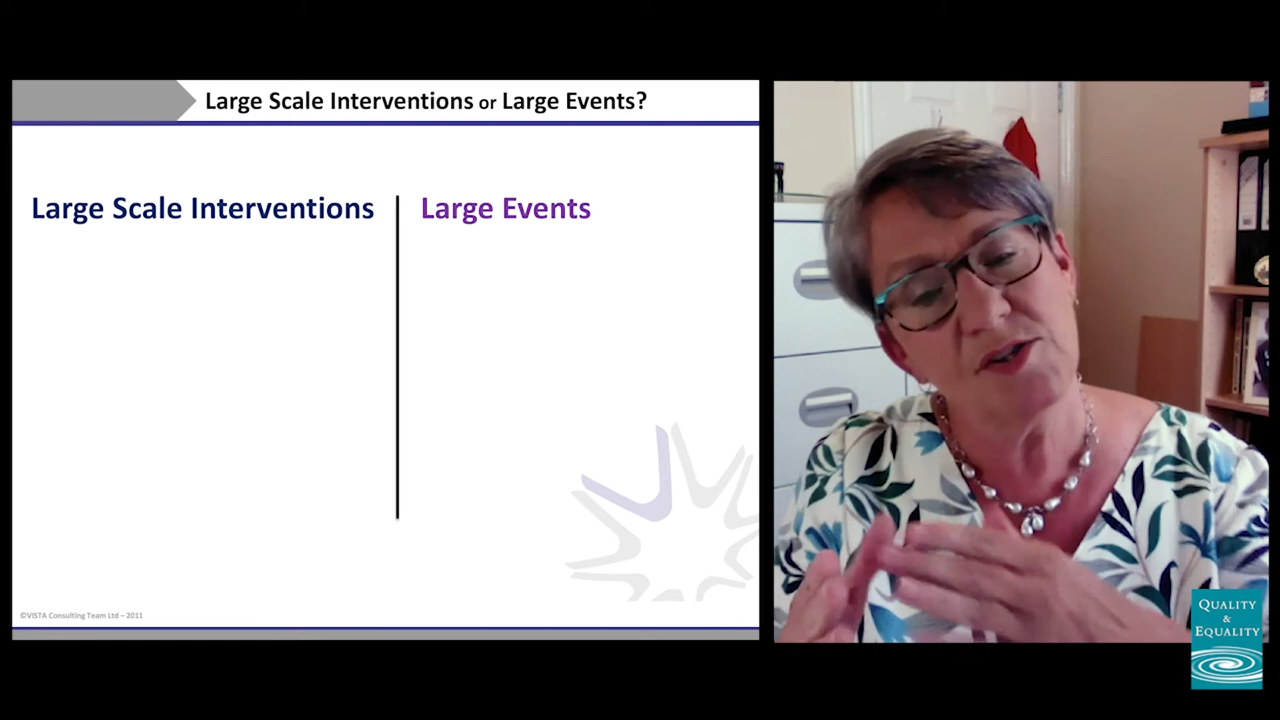 Large Scale Interventions or Large Events?
Large Scale Interventions
Large Events
©VISTA Consulting Team Ltd – 2011
QUALITY
&
EQUALITY